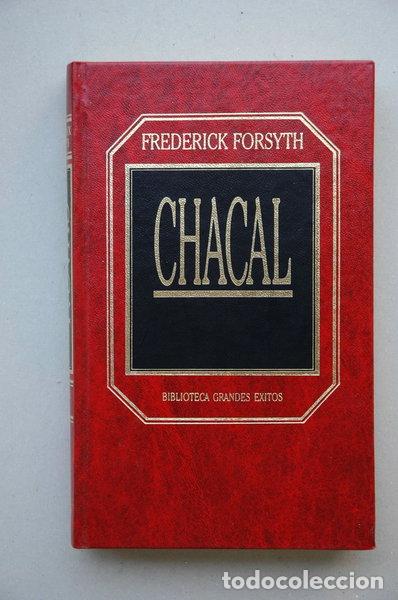 FREDERICK FORSYTH
CHACAL
BIBLIOTECA GRANDES EXITOS
todocoleccion